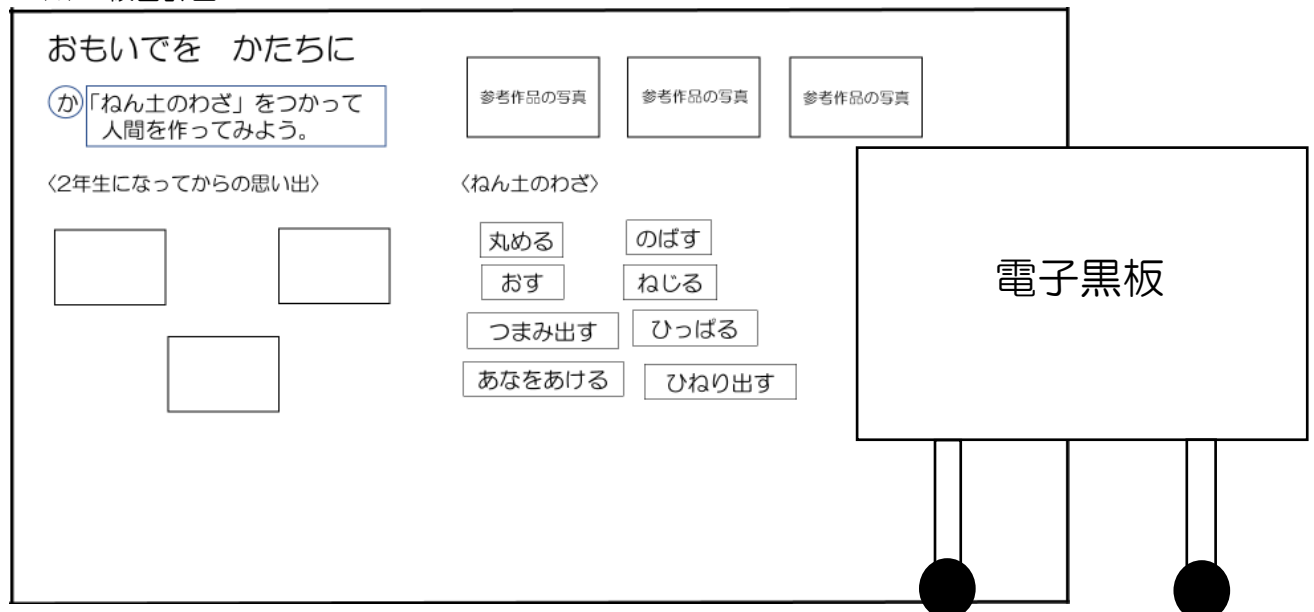 おもいでを　かたちに
か「ねん土のわざ」をつかって
人間を作ってみよう。
〈2年生になってからの思い出〉
参考作品の写真
参考作品の写真
参考作品の写真
〈ねん土のわざ〉
丸める
のばす
おす
ねじる
つまみ出す
ひっぱる
あなをあける
ひねり出す
電子黒板